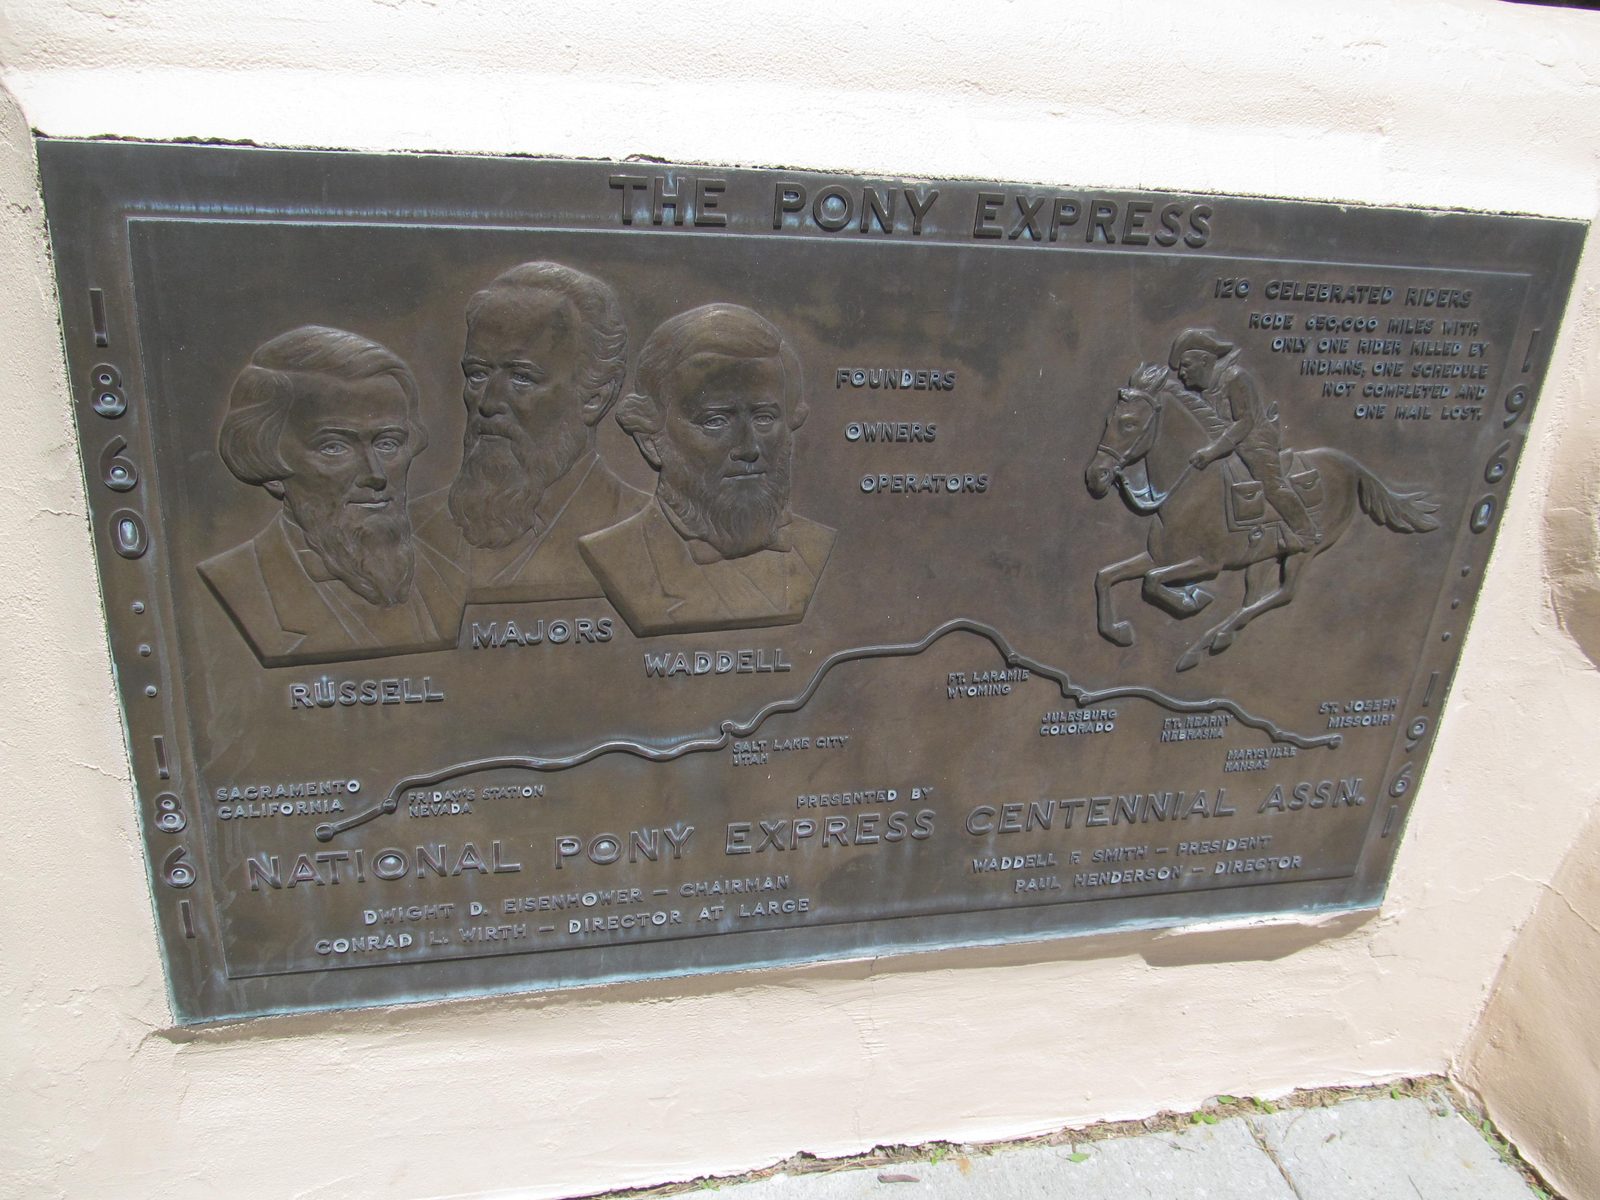 THE PONY EXPRESS
1860...1861
120 CELEBRATED RIDERS
RODE 650,000 MILES WITH
ONLY ONE RIDER KILLED BY
INDIANS, ONE SCHEDULE
NOT COMPLETED AND
ONE MAIL LOST.
1960...1961
FOUNDERS
OWNERS
OPERATORS
RUSSELL
MAJORS
WADDELL
SACRAMENTO
CALIFORNIA
FRIDAY'S STATION
NEVADA
SALT LAKE CITY
UTAH
FT. LARAMIE
WYOMING
JULESBURG
COLORADO
FT. KEARNY
NEBRASKA
MARYSVILLE
KANSAS
ST. JOSEPH
MISSOURI
PRESENTED BY
NATIONAL PONY EXPRESS CENTENNIAL ASSN.
DWIGHT D. EISENHOWER - CHAIRMAN
CONRAD L. WIRTH - DIRECTOR AT LARGE
WADDELL F. SMITH - PRESIDENT
PAUL HENDERSON - DIRECTOR